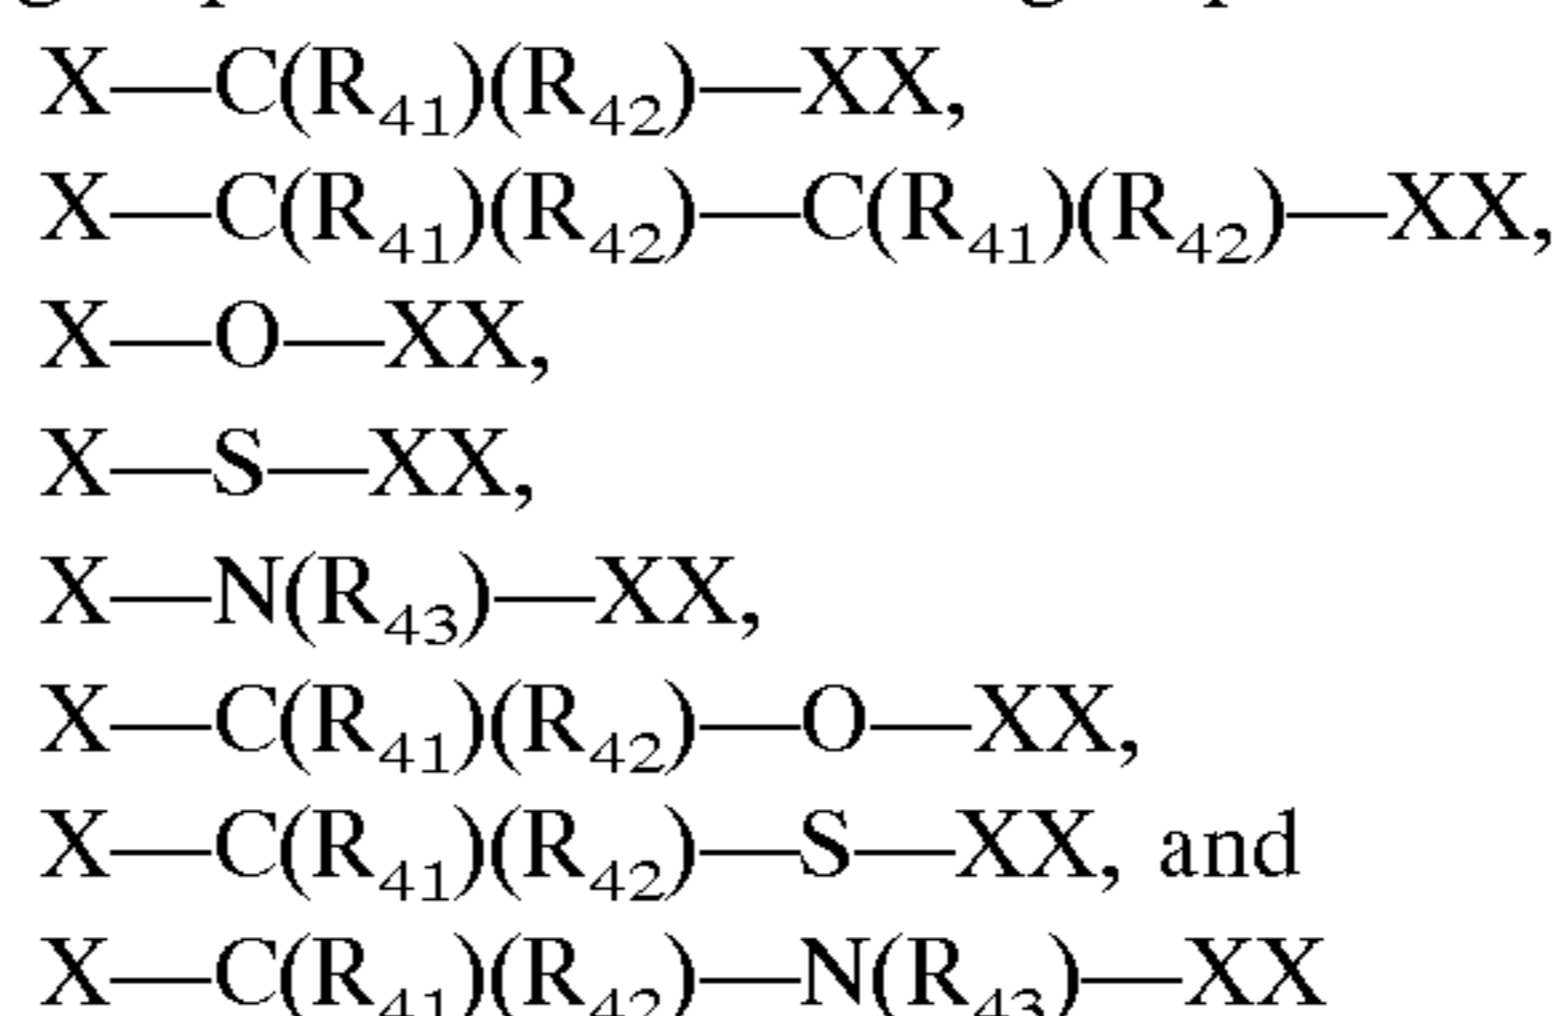 X—C(R₄₁)(R₄₂)—XX,
X—C(R₄₁)(R₄₂)—C(R₄₁)(R₄₂)—XX,
X—O—XX,
X—S—XX,
X—N(R₄₃)—XX,
X—C(R₄₁)(R₄₂)—O—XX,
X—C(R₄₁)(R₄₂)—S—XX, and
X—C(R₄₁)(R₄₂)—N(R₄₃)—XX